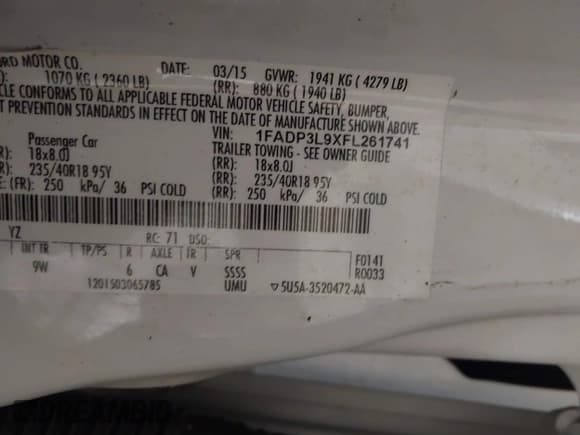 ORD MOTOR CO. DATE: 03/15 GVWR: 1941 KG ( 4279 LB)
): 1070 KG ( 2360 LB) (RR): 880 KG ( 1940 LB)
CLE CONFORMS TO ALL APPLICABLE FEDERAL MOTOR VEHICLE SAFETY, BUMPER,
T PREVENTION STANDARDS IN EFFECT ON THE DATE OF MANUFACTURE SHOWN ABOVE.
VIN: 1FADP3L9XFL261741
Passenger Car TRAILER TOWING - SEE OWNER GUIDE
R): 18x8.0J (RR): 18x8.0J
R): 235/40R18 95Y (RR): 235/40R18 95Y
E: (FR): 250 kPa/ 36 PSI COLD (RR): 250 kPa/ 36 PSI COLD
YZ RC: 71 DSO:
INT TR TP/PS R AXLE TR SPR F0141
9W 6 CA V SSSS R0033
1201503065785 UMU ▽5U5A-3520472-AA
DREAMBID